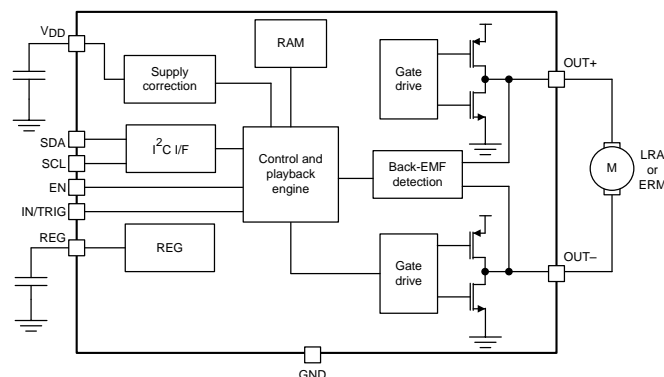 VDD
RAM
OUT+
Supply
correction
Gate
drive
SDA
I2C I/F
SCL
Control and
playback
engine
Back-EMF
detection
M
LRA
or
ERM
EN
IN/TRIG
REG
REG
Gate
drive
OUT–
GND